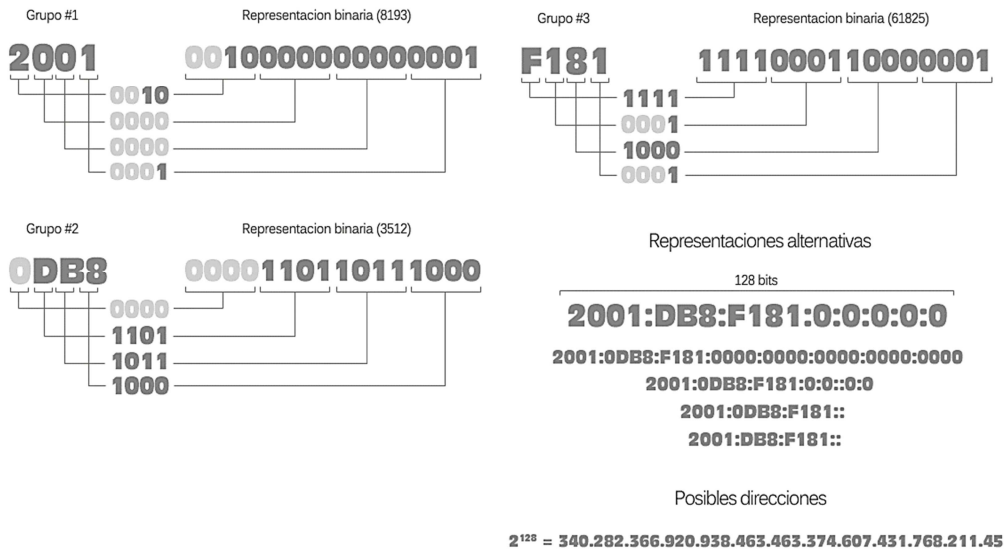 Grupo #1
Representacion binaria (8193)
2001
0010000000000001
0010
0000
0000
0001
Grupo #2
Representacion binaria (3512)
0DB8
0000110110111000
0000
1101
1011
1000
Grupo #3
Representacion binaria (61825)
F181
1111000110000001
1111
0001
1000
0001
Representaciones alternativas
128 bits
2001:DB8:F181:0:0:0:0:0
2001:0DB8:F181:0000:0000:0000:0000:0000
2001:0DB8:F181:0:0::0:0
2001:0DB8:F181::
2001:DB8:F181::
Posibles direcciones
2¹²⁸ = 340.282.366.920.938.463.463.374.607.431.768.211.45